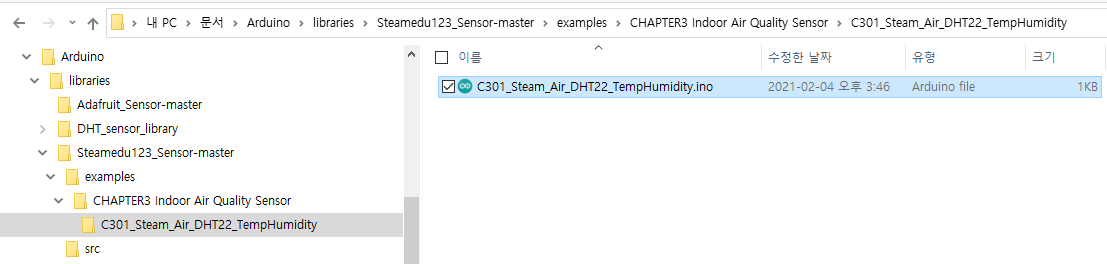 내 PC > 문서 > Arduino > libraries > Steamedu123_Sensor-master > examples > CHAPTER3 Indoor Air Quality Sensor > C301_Steam_Air_DHT22_TempHumidity
Arduino
libraries
Adafruit_Sensor-master
DHT_sensor_library
Steamedu123_Sensor-master
examples
CHAPTER3 Indoor Air Quality Sensor
C301_Steam_Air_DHT22_TempHumidity
src
이름 수정한 날짜 유형 크기
C301_Steam_Air_DHT22_TempHumidity.ino 2021-02-04 오후 3:46 Arduino file 1KB